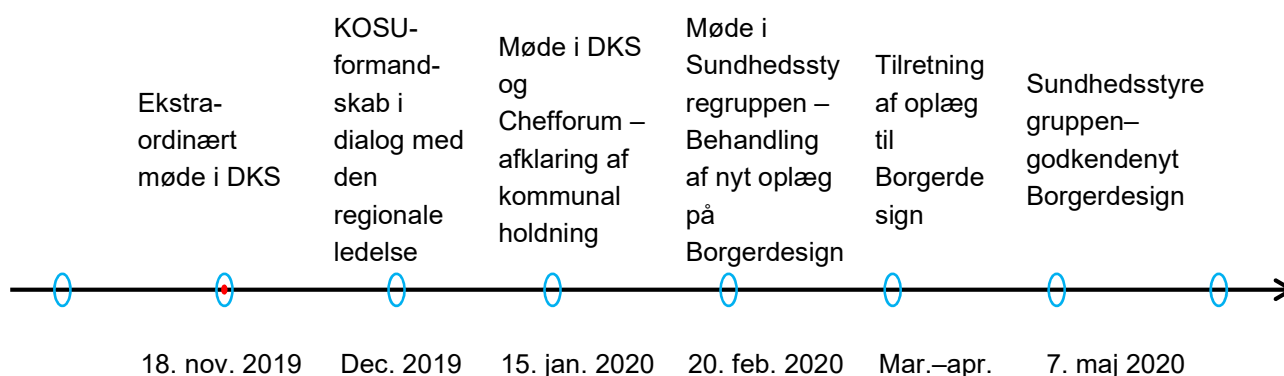 Ekstra-
ordinært
møde i DKS
KOSU-
formand-
skab i
dialog med
den
regionale
ledelse
Møde i DKS
og
Chefforum –
afklaring af
kommunal
holdning
Møde i
Sundhedssty
regruppen –
Behandling
af nyt oplæg
på
Borgerdesign
Tilretning
af oplæg
til
Borgerde
sign
Sundhedsstyre
gruppen–
godkendenyt
Borgerdesign
18. nov. 2019
Dec. 2019
15. jan. 2020
20. feb. 2020
Mar.–apr.
7. maj 2020